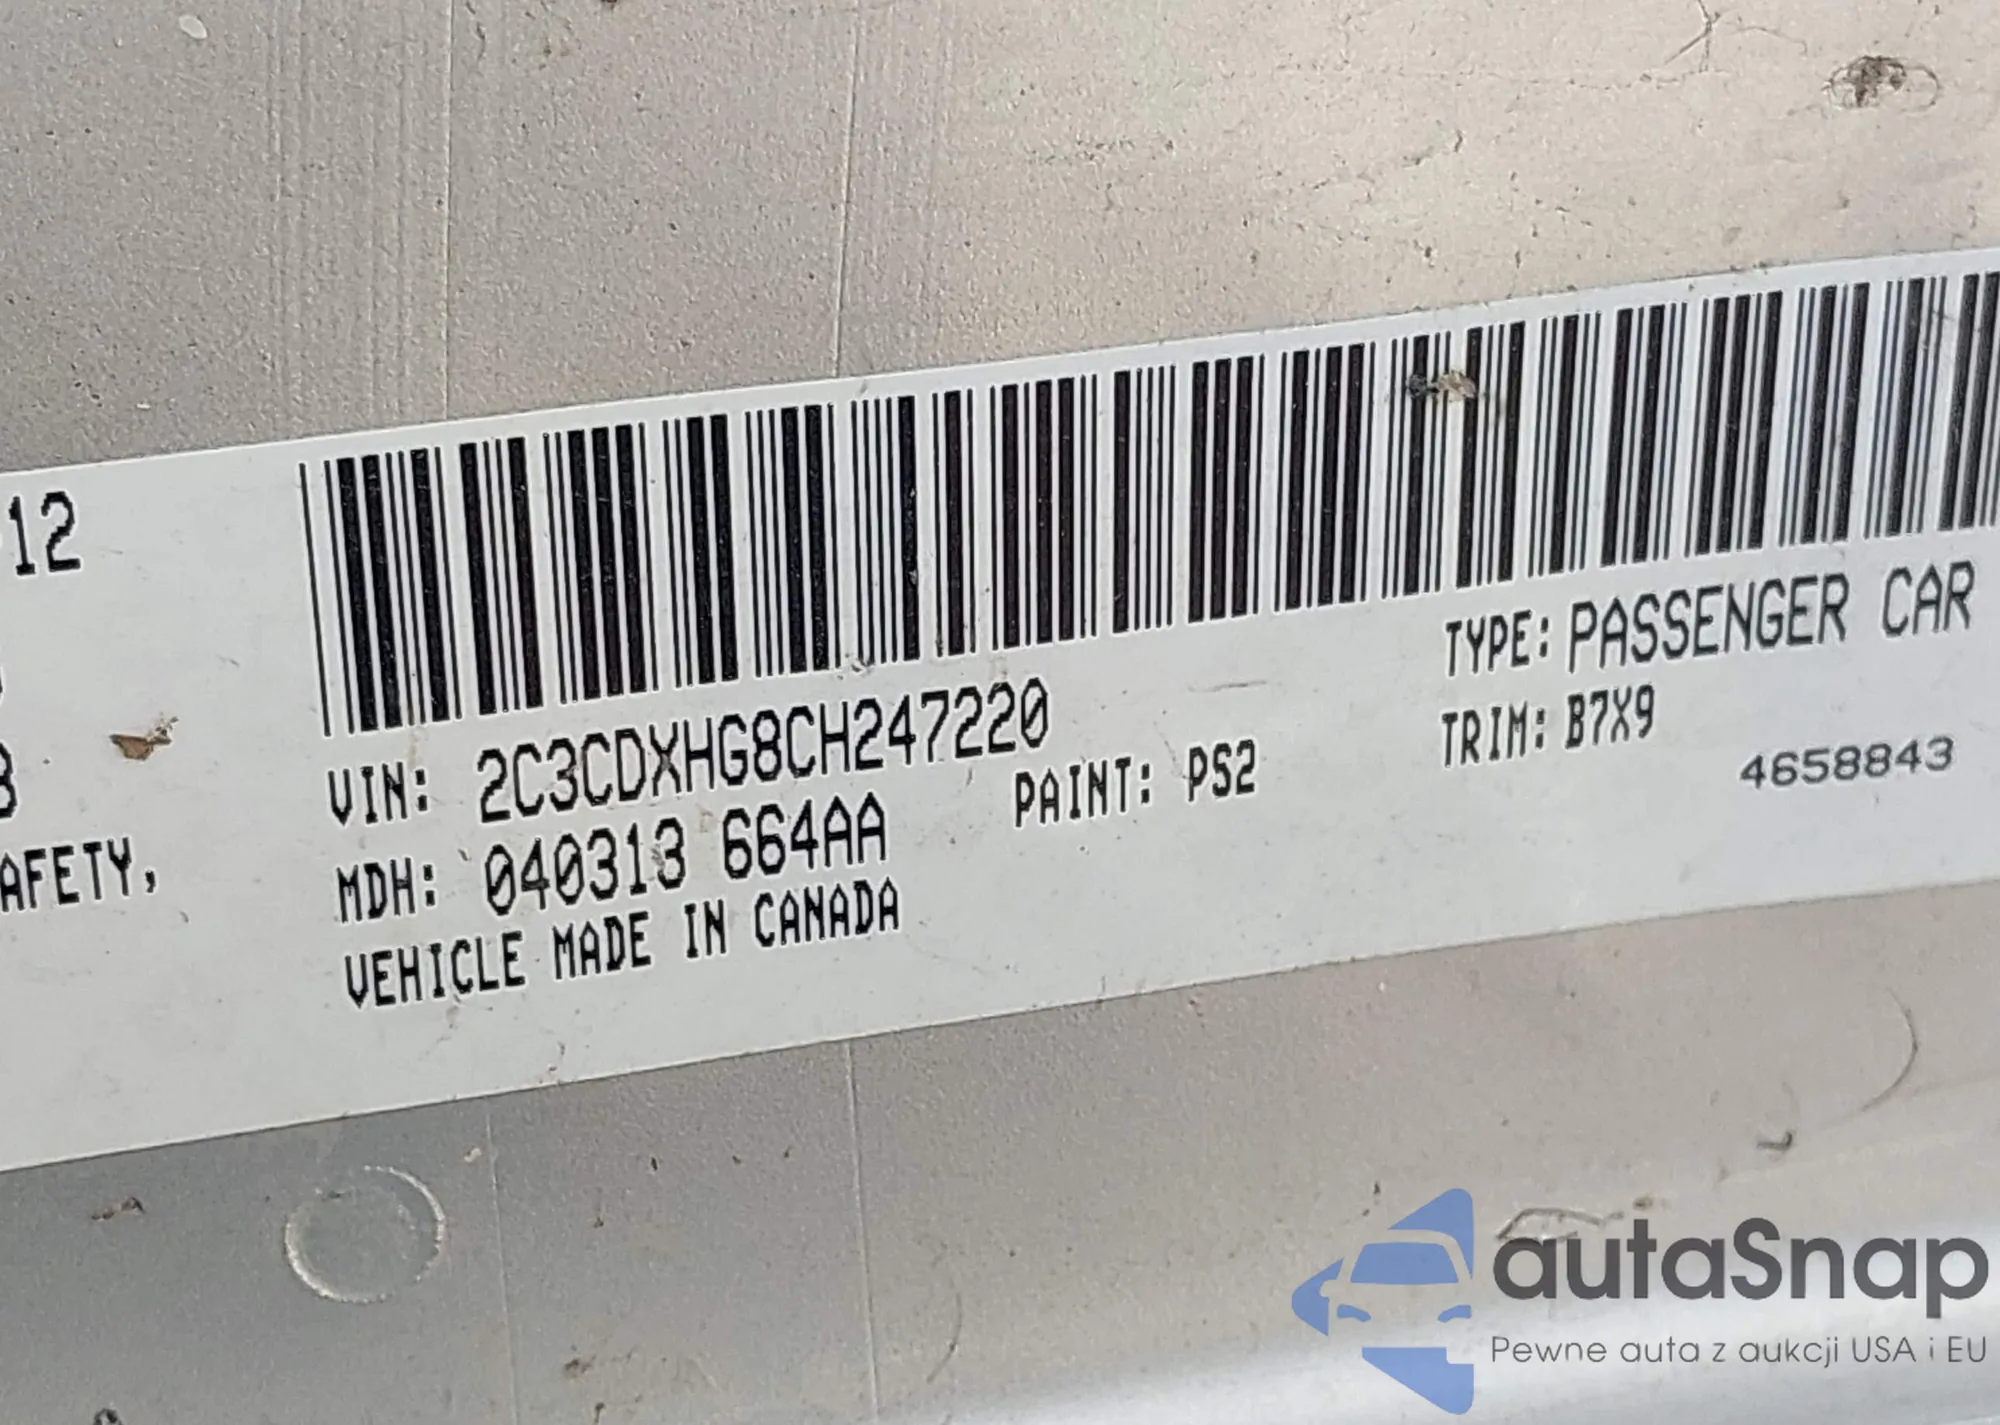 12
3
AFETY,
VIN: 2C3CDXHG8CH247220
MDH: 040313 664AA
PAINT: PS2
VEHICLE MADE IN CANADA
TYPE: PASSENGER CAR
TRIM: B7X9
4658843
autaSnap
Pewne auta z aukcji USA i EU